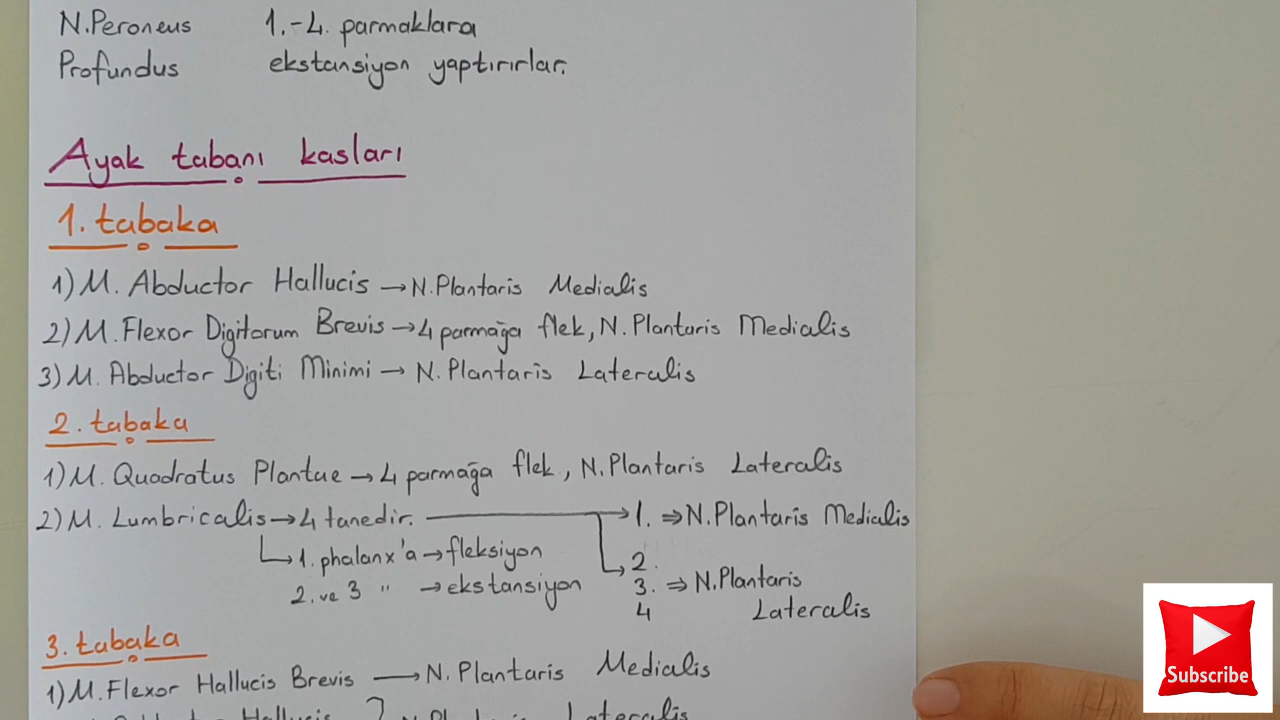 N.Peroneus 1.-4. parmaklara
Profundus ekstansiyon yaptırırlar.
Ayak tabanı kasları
1. tabaka
1) M. Abductor Hallucis → N.Plantaris Medialis
2) M. Flexor Digitorum Brevis → 4 parmağa flek, N. Plantaris Medialis
3) M. Abductor Digiti Minimi → N. Plantaris Lateralis
2. tabaka
1) M. Quadratus Plantae → 4 parmağa flek, N. Plantaris Lateralis
2) M. Lumbricalis → 4 tanedir. → 1. ⇒ N. Plantaris Medialis
→ 1. phalanx'a → fleksiyon → 2.
2. ve 3 " → ekstansiyon 3. ⇒ N.Plantaris
4 Lateralis
3. tabaka
1) M. Flexor Hallucis Brevis → N. Plantaris Medialis
Hallucis Lateralis
Subscribe